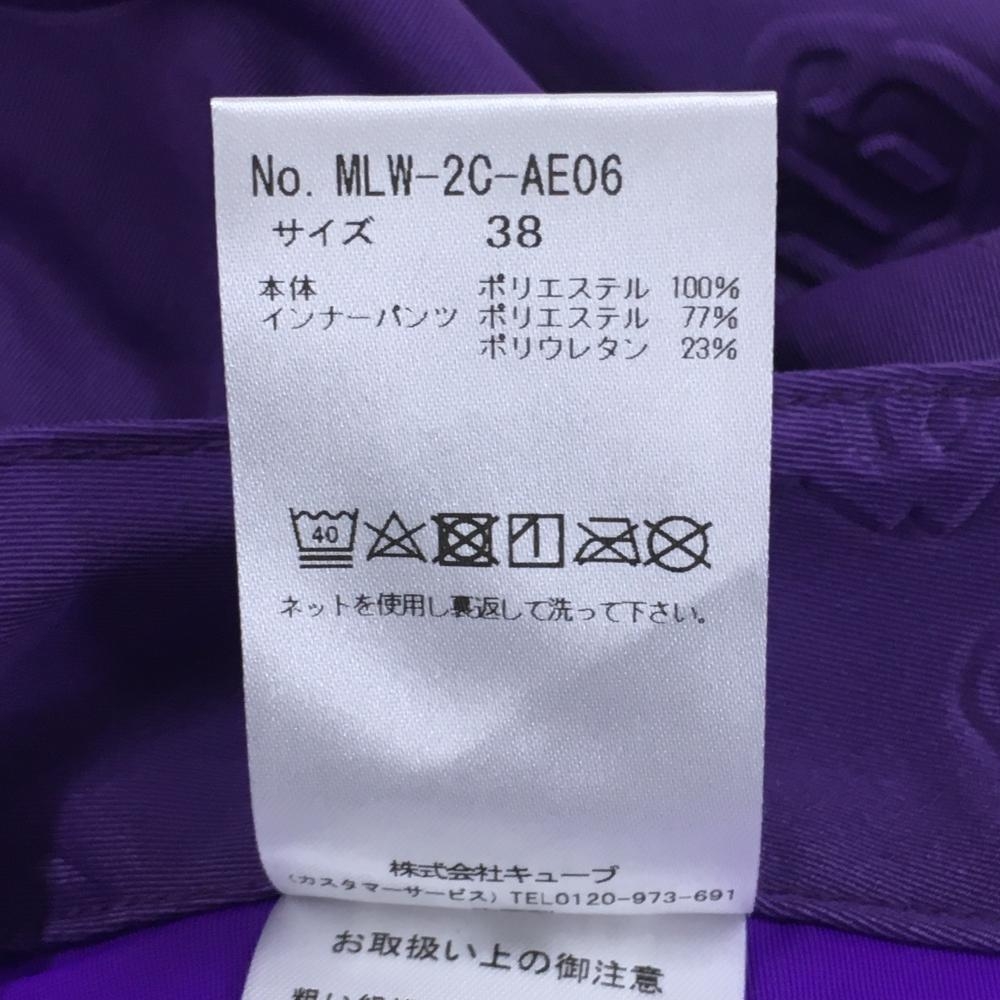 No. MLW-2C-AE06
サイズ 38
本体 ポリエステル 100%
インナーパンツ ポリエステル 77%
ポリウレタン 23%
40
ネットを使用し裏返して洗って下さい。
株式会社キューブ
(カスタマーサービス) TEL0120-973-691
お取扱い上の御注意